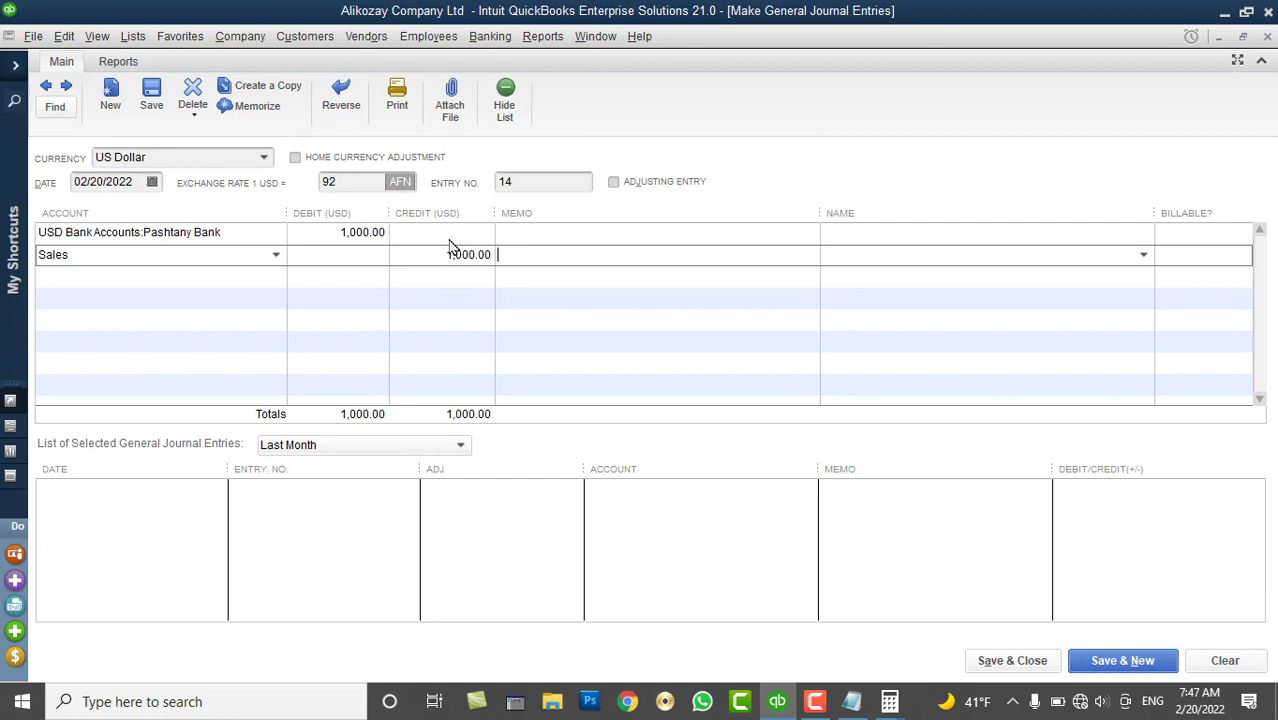 Alikozay Company Ltd - Intuit QuickBooks Enterprise Solutions 21.0 - [Make General Journal Entries]
File Edit View Lists Favorites Company Customers Vendors Employees Banking Reports Window Help
Main Reports
Find New Save Delete Create a Copy Memorize Reverse Print Attach File Hide List
CURRENCY US Dollar HOME CURRENCY ADJUSTMENT
DATE 02/20/2022 EXCHANGE RATE 1 USD = 92 AFN ENTRY NO. 14 ADJUSTING ENTRY
ACCOUNT DEBIT (USD) CREDIT (USD) MEMO NAME BILLABLE?
USD Bank Accounts:Pashtany Bank 1,000.00
Sales 1,000.00
Totals 1,000.00 1,000.00
List of Selected General Journal Entries: Last Month
DATE ENTRY. NO. ADJ ACCOUNT MEMO DEBIT/CREDIT(+/-)
My Shortcuts
Do
Save & Close Save & New Clear
Type here to search
41°F ENG 7:47 AM
2/20/2022